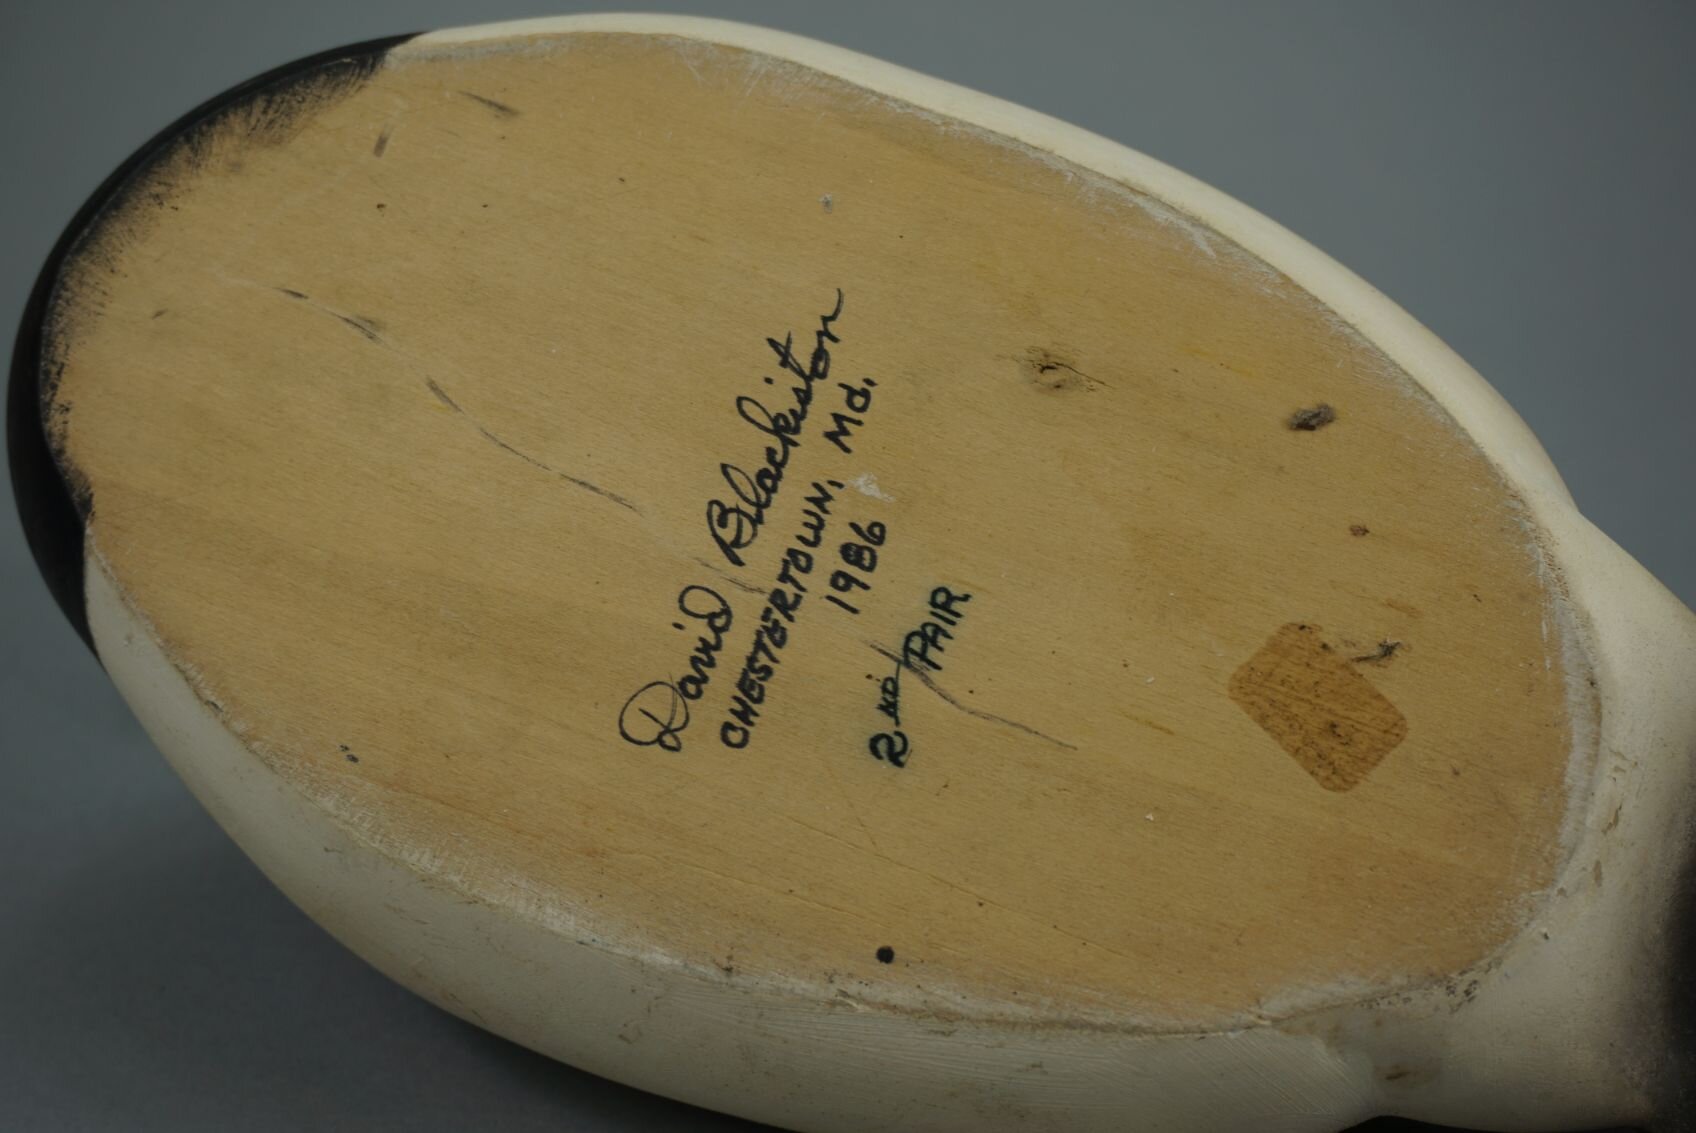 David Blackiston
CHESTERTOWN, Md.
1986
2ND PAIR